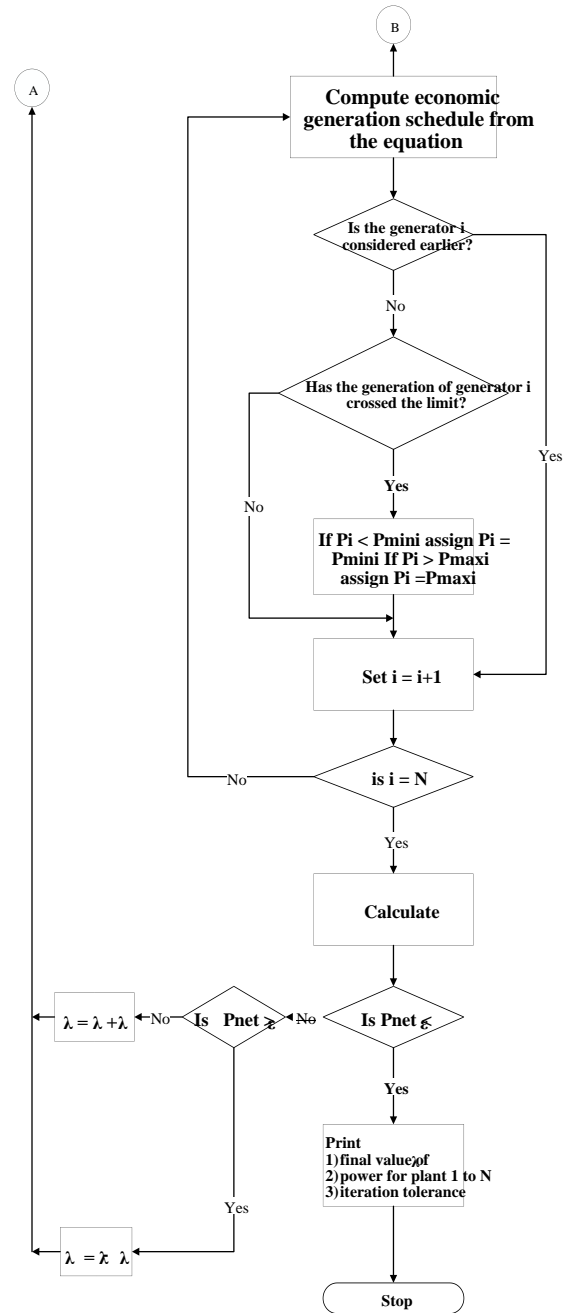 B
A
Compute economic
generation schedule from
the equation
Is the generator i
considered earlier?
No
Has the generation of generator i
crossed the limit?
Yes
Yes
No
If Pi < Pmini assign Pi =
Pmini If Pi > Pmaxi
assign Pi =Pmaxi
Set i = i+1
is i = N
No
Yes
Calculate
λ = λ +λ
No
Is Pnet > ε
No
Is Pnet < ε
Yes
Print
1)final value λof
2)power for plant 1 to N
3)iteration tolerance
Yes
λ = λ- λ
Stop